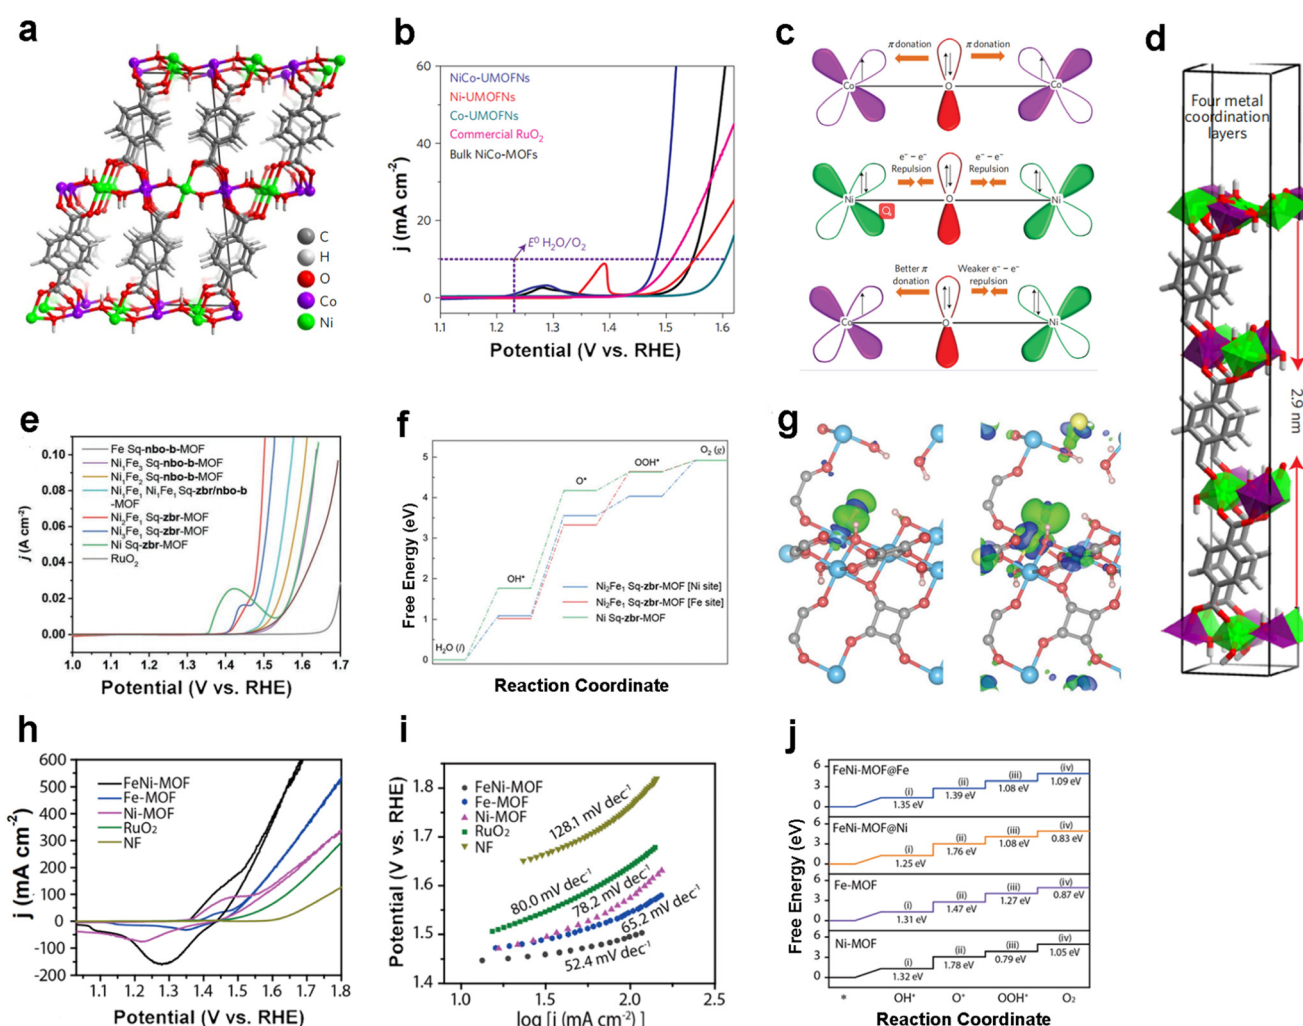 a
C
H
O
Co
Ni
b
60
40
20
0
j (mA cm⁻²)
NiCo-UMOFNs
Ni-UMOFNs
Co-UMOFNs
Commercial RuO₂
Bulk NiCo-MOFs
E⁰ H₂O/O₂
1.1 1.2 1.3 1.4 1.5 1.6
Potential (V vs. RHE)
c
π donation π donation
Co O Co
e⁻ – e⁻ e⁻ – e⁻
Repulsion Repulsion
Ni O Ni
Better π Weaker e⁻ – e⁻
donation repulsion
Co O Ni
d
Four metal
coordination
layers
2.9 nm
e
0.10
0.08
0.06
0.04
0.02
0.00
j (A cm⁻²)
Fe Sq-nbo-b-MOF
Ni₁Fe₃ Sq-nbo-b-MOF
Ni₁Fe₂ Sq-nbo-b-MOF
Ni₁Fe₁ Ni₁Fe₁ Sq-zbr/nbo-b
-MOF
Ni₂Fe₁ Sq-zbr-MOF
Ni₃Fe₁ Sq-zbr-MOF
Ni Sq-zbr-MOF
RuO₂
1.0 1.1 1.2 1.3 1.4 1.5 1.6 1.7
Potential (V vs. RHE)
f
5
4
3
2
1
0
Free Energy (eV)
H₂O (l)
OH*
O*
OOH*
O₂ (g)
Ni₂Fe₁ Sq-zbr-MOF [Ni site]
Ni₂Fe₁ Sq-zbr-MOF [Fe site]
Ni Sq-zbr-MOF
Reaction Coordinate
g
h
600
500
400
300
200
100
0
-100
-200
j (mA cm⁻²)
FeNi-MOF
Fe-MOF
Ni-MOF
RuO₂
NF
1.1 1.2 1.3 1.4 1.5 1.6 1.7 1.8
Potential (V vs. RHE)
i
1.8
1.7
1.6
1.5
1.4
Potential (V vs. RHE)
FeNi-MOF
Fe-MOF
Ni-MOF
RuO₂
NF
128.1 mV dec⁻¹
80.0 mV dec⁻¹
78.2 mV dec⁻¹
65.2 mV dec⁻¹
52.4 mV dec⁻¹
1.0 1.5 2.0 2.5
log [j (mA cm⁻²)]
j
Free Energy (eV)
6
3
0
FeNi-MOF@Fe
(i) (ii) (iii) (iv)
1.35 eV 1.39 eV 1.08 eV 1.09 eV
6
3
0
FeNi-MOF@Ni
(i) (ii) (iii) (iv)
1.25 eV 1.76 eV 1.08 eV 0.83 eV
6
3
0
Fe-MOF
(i) (ii) (iii) (iv)
1.31 eV 1.47 eV 1.27 eV 0.87 eV
6
3
0
Ni-MOF
(i) (ii) (iii) (iv)
1.32 eV 1.78 eV 0.79 eV 1.05 eV
* OH* O* OOH* O₂
Reaction Coordinate